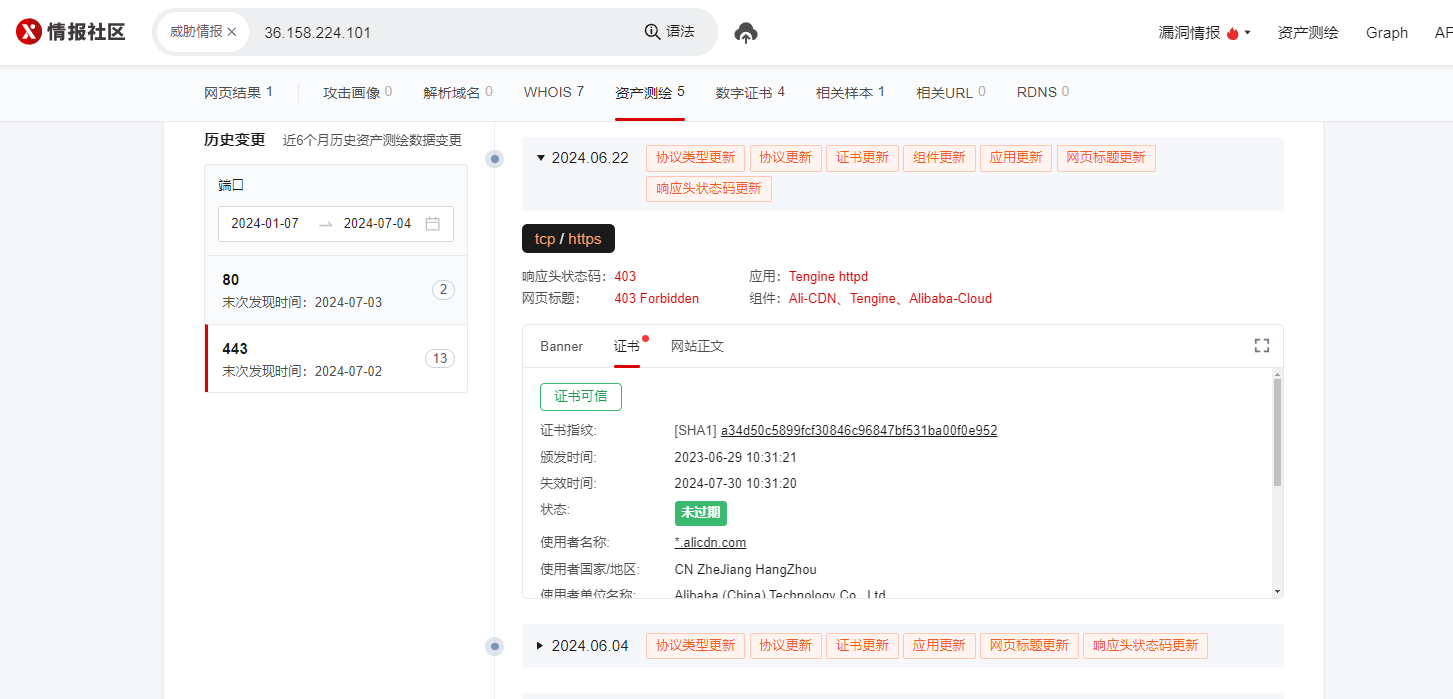 情报社区
威胁情报 ×
36.158.224.101
语法
漏洞情报
资产测绘
Graph
AP
网页结果 1
攻击画像 0
解析域名 0
WHOIS 7
资产测绘 5
数字证书 4
相关样本 1
相关URL 0
RDNS 0
历史变更 近6个月历史资产测绘数据变更
端口
2024-01-07 → 2024-07-04
80
末次发现时间：2024-07-03
2
443
末次发现时间：2024-07-02
13
2024.06.22 协议类型更新 协议更新 证书更新 组件更新 应用更新 网页标题更新
响应头状态码更新
tcp / https
响应头状态码：403 应用：Tengine httpd
网页标题：403 Forbidden 组件：Ali-CDN、Tengine、Alibaba-Cloud
Banner 证书 网站正文
证书可信
证书指纹: [SHA1] a34d50c5899fcf30846c96847bf531ba00f0e952
颁发时间: 2023-06-29 10:31:21
失效时间: 2024-07-30 10:31:20
状态: 未过期
使用者名称: *.alicdn.com
使用者国家/地区: CN ZheJiang HangZhou
使用者单位名称: Alibaba (China) Technology Co., Ltd.
2024.06.04 协议类型更新 协议更新 证书更新 应用更新 网页标题更新 响应头状态码更新